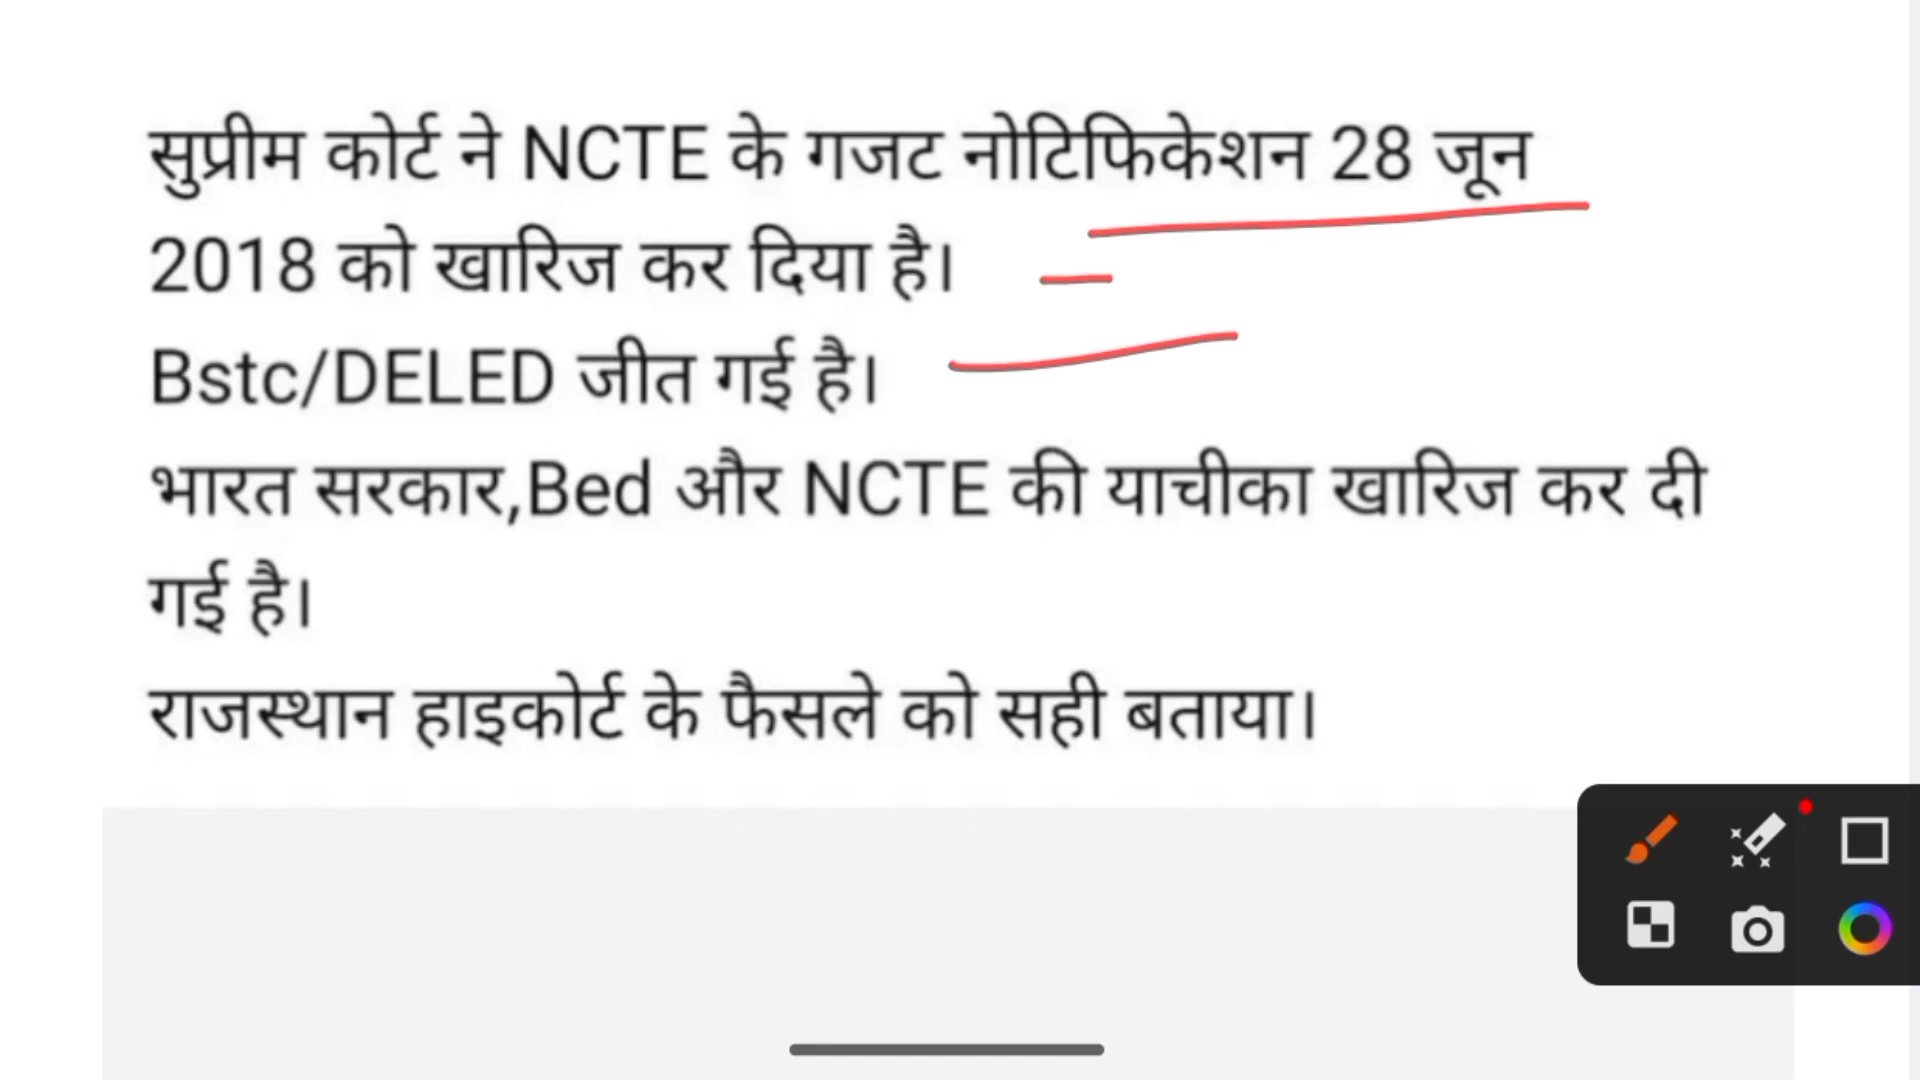 सुप्रीम कोर्ट ने NCTE के गजट नोटिफिकेशन 28 जून
2018 को खारिज कर दिया है।
Bstc/DELED जीत गई है।
भारत सरकार,Bed और NCTE की याचीका खारिज कर दी
गई है।
राजस्थान हाइकोर्ट के फैसले को सही बताया।